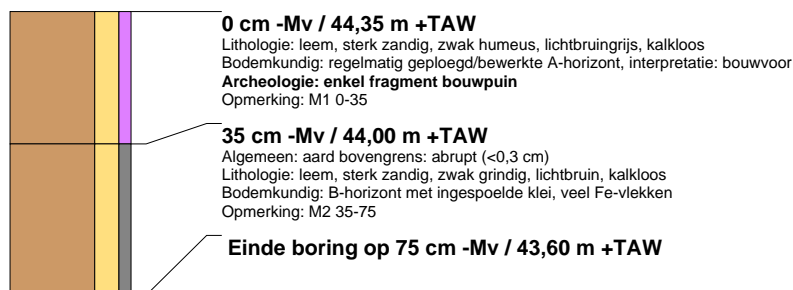 0 cm -Mv / 44,35 m +TAW
Lithologie: leem, sterk zandig, zwak humeus, lichtbruingrijs, kalkloos
Bodemkundig: regelmatig geploegd/bewerkte A-horizont, interpretatie: bouwvoor
Archeologie: enkel fragment bouwpuin
Opmerking: M1 0-35
35 cm -Mv / 44,00 m +TAW
Algemeen: aard bovengrens: abrupt (<0,3 cm)
Lithologie: leem, sterk zandig, zwak grindig, lichtbruin, kalkloos
Bodemkundig: B-horizont met ingespoelde klei, veel Fe-vlekken
Opmerking: M2 35-75
Einde boring op 75 cm -Mv / 43,60 m +TAW